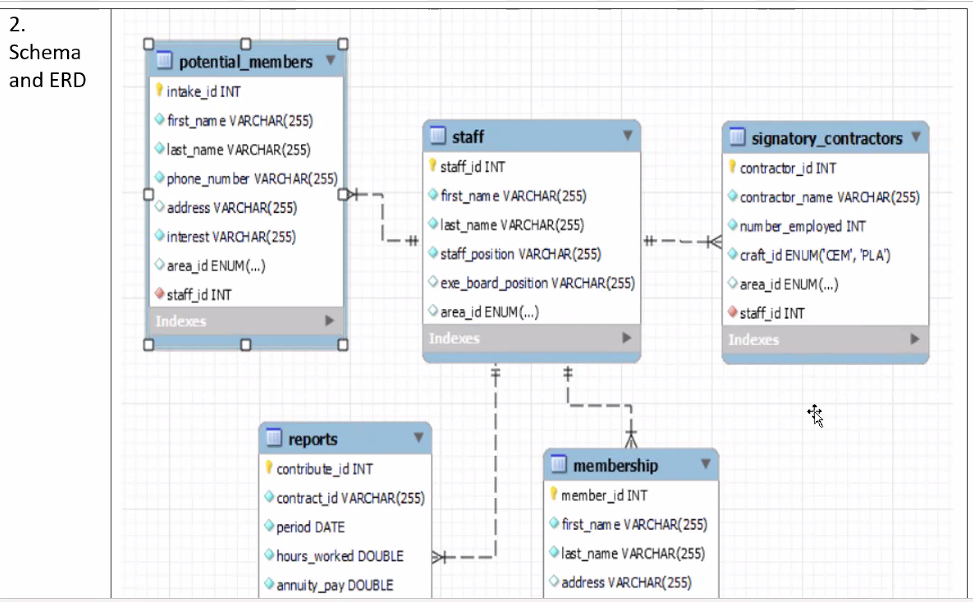 2.
Schema
and ERD
potential_members
intake_id INT
first_name VARCHAR(255)
last_name VARCHAR(255)
phone_number VARCHAR(255)
address VARCHAR(255)
interest VARCHAR(255)
area_id ENUM(...)
staff_id INT
Indexes
staff
staff_id INT
first_name VARCHAR(255)
last_name VARCHAR(255)
staff_position VARCHAR(255)
exe_board_position VARCHAR(255)
area_id ENUM(...)
Indexes
signatory_contractors
contractor_id INT
contractor_name VARCHAR(255)
number_employed INT
craft_id ENUM('CEM', 'PLA')
area_id ENUM(...)
staff_id INT
Indexes
reports
contribute_id INT
contract_id VARCHAR(255)
period DATE
hours_worked DOUBLE
annuity_pay DOUBLE
membership
member_id INT
first_name VARCHAR(255)
last_name VARCHAR(255)
address VARCHAR(255)